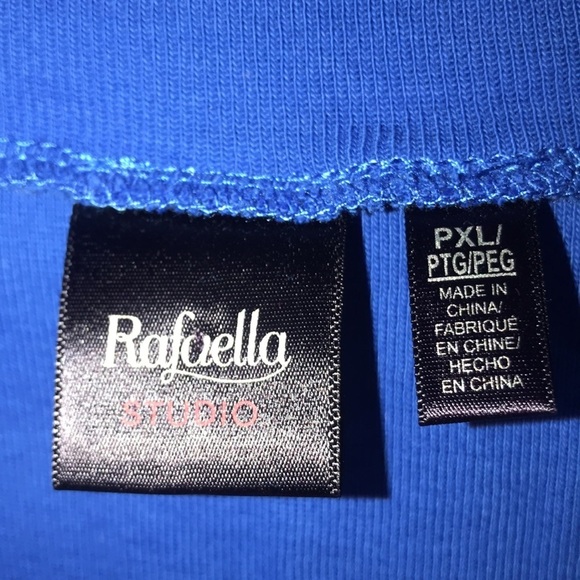 Rafaella
STUDIO
PXL/
PTG/PEG
MADE IN
CHINA/
FABRIQUÉ
EN CHINE/
HECHO
EN CHINA